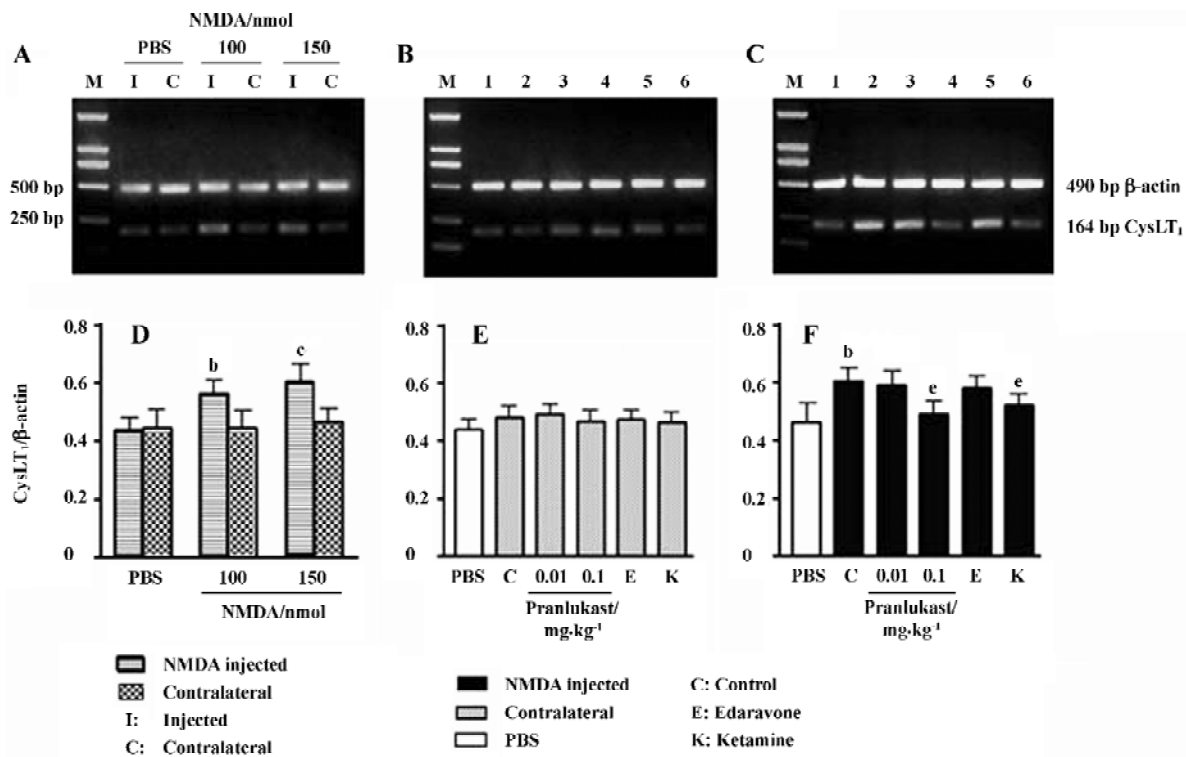 NMDA/nmol
A PBS 100 150 B C
M I C I C I C M 1 2 3 4 5 6 M 1 2 3 4 5 6
500 bp
490 bp β-actin
250 bp
164 bp CysLT₁
CysLT₁/β-actin
0.8 D
0.6
0.4
0.2
0
b c
PBS 100 150
NMDA/nmol
0.8 E
0.6
0.4
0.2
0
PBS C 0.01 0.1 E K
Pranlukast/
mg·kg⁻¹
0.8 F
0.6
0.4
0.2
0
b e e
PBS C 0.01 0.1 E K
Pranlukast/
mg·kg⁻¹
NMDA injected
Contralateral
I: Injected
C: Contralateral
NMDA injected
Contralateral
PBS
C: Control
E: Edaravone
K: Ketamine